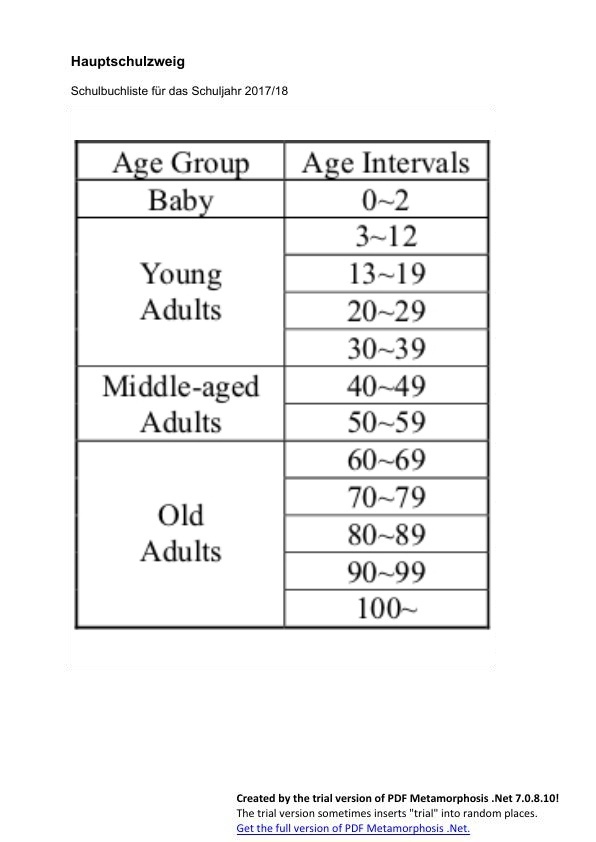 Hauptschulzweig
Schulbuchliste für das Schuljahr 2017/18
Age Group Age Intervals
Baby 0~2
Young Adults 3~12
13~19
20~29
30~39
Middle-aged Adults 40~49
50~59
Old Adults 60~69
70~79
80~89
90~99
100~
Created by the trial version of PDF Metamorphosis .Net 7.0.8.10!
The trial version sometimes inserts "trial" into random places.
Get the full version of PDF Metamorphosis .Net.